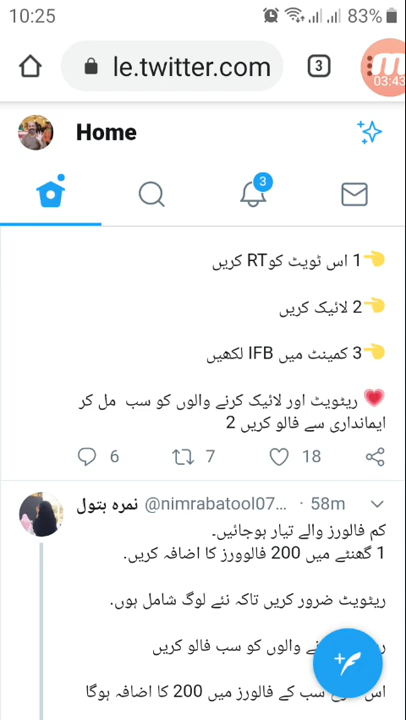 10:25
83%
le.twitter.com
3
03:43
Home
3
1 اس ٹویٹ کوRT کریں
2 لائیک کریں
3 کمینٹ میں IFB لکھیں
ریٹویٹ اور لائیک کرنے والوں کو سب مل کر
ایمانداری سے فالو کریں 2
6 7 18
نمرہ بتول @nimrabatool07... · 58m
کم فالورز والے تیار ہوجائیں۔
1 گھنٹے میں 200 فالوورز کا اضافہ کریں.
ریٹویٹ ضرور کریں تاکہ نئے لوگ شامل ہوں.
والوں کو سب فالو کریں
سب کے فالورز میں 200 کا اضافہ ہوگا